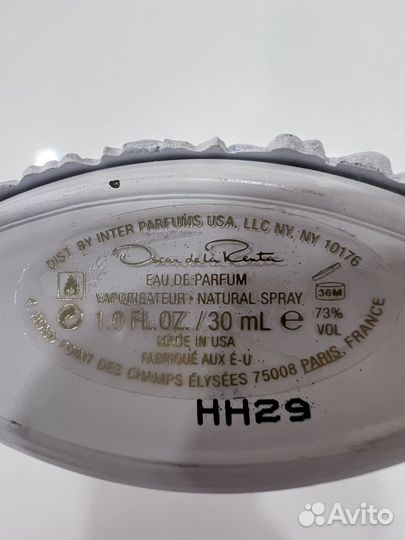 DIST. BY INTER PARFUMS USA, LLC NY, NY 10176
Oscar de la Renta
EAU DE PARFUM
VAPORISATEUR · NATURAL SPRAY
36M
1.0 FL.OZ. / 30 mL e
73%
VOL
MADE IN USA
FABRIQUÉ AUX É-U
ROND POINT DES CHAMPS ÉLYSÉES 75008 PARIS, FRANCE
HH29
Avito